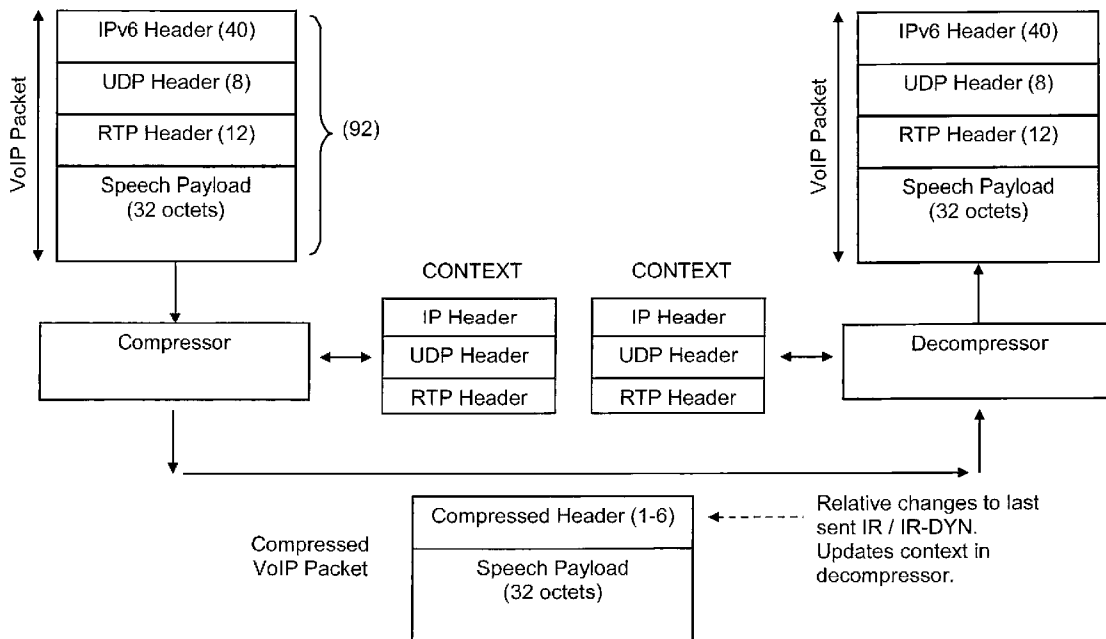 VoIP Packet
IPv6 Header (40)
UDP Header (8)
RTP Header (12)
Speech Payload
(32 octets)
(92)
VoIP Packet
IPv6 Header (40)
UDP Header (8)
RTP Header (12)
Speech Payload
(32 octets)
Compressor
CONTEXT
IP Header
UDP Header
RTP Header
CONTEXT
IP Header
UDP Header
RTP Header
Decompressor
Compressed
VoIP Packet
Compressed Header (1-6)
Speech Payload
(32 octets)
Relative changes to last
sent IR / IR-DYN.
Updates context in
decompressor.